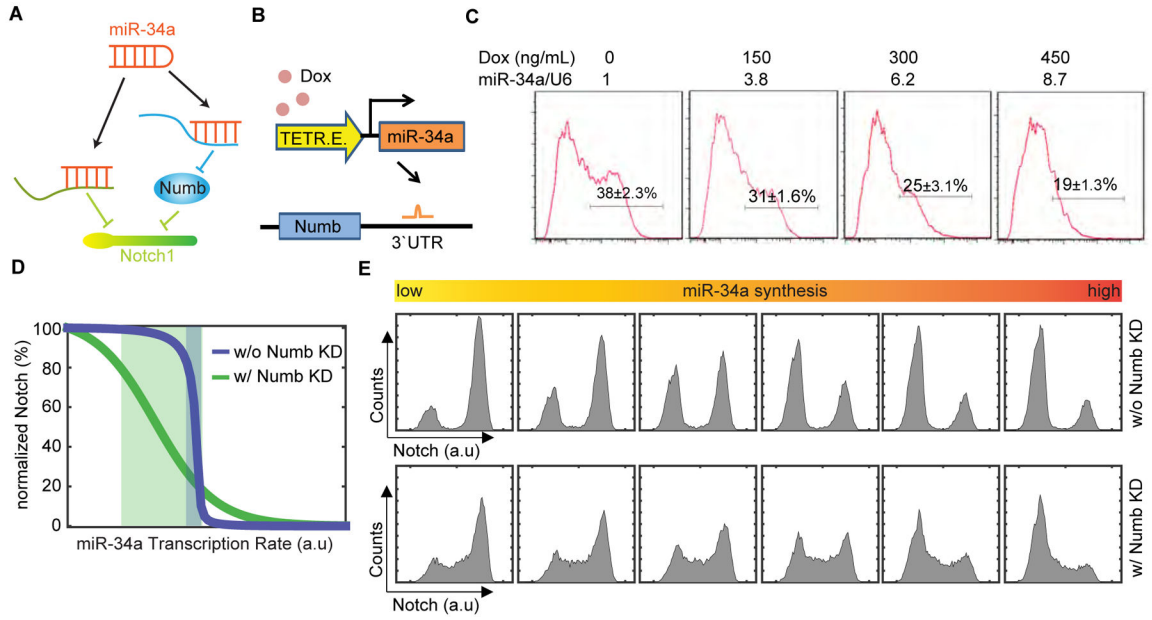 A
miR-34a
Numb
Notch1
B
Dox
TETR.E.
miR-34a
Numb
3`UTR
C
Dox (ng/mL) 0 150 300 450
miR-34a/U6 1 3.8 6.2 8.7
38±2.3%
31±1.6%
25±3.1%
19±1.3%
D
normalized Notch (%)
100
80
60
40
20
0
w/o Numb KD
w/ Numb KD
miR-34a Transcription Rate (a.u)
E
low miR-34a synthesis high
Counts
Notch (a.u)
w/o Numb KD
Counts
Notch (a.u)
w/ Numb KD